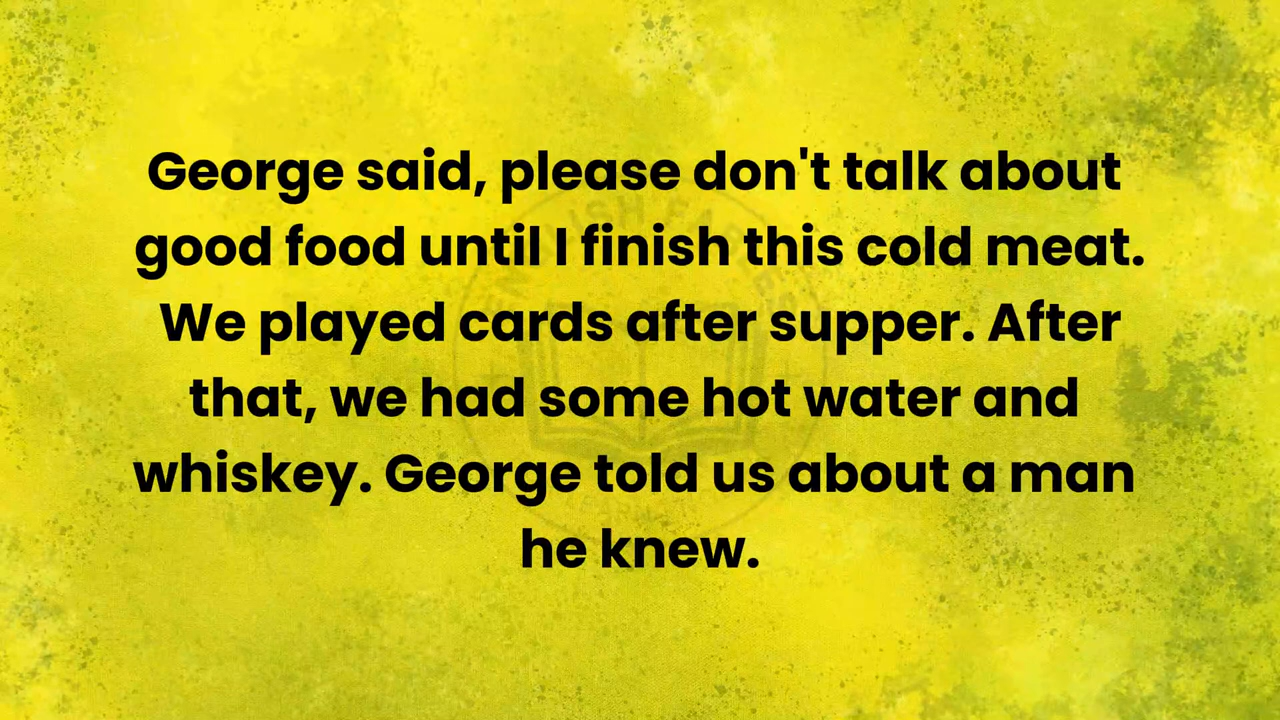 George said, please don't talk about
good food until I finish this cold meat.
We played cards after supper. After
that, we had some hot water and
whiskey. George told us about a man
he knew.